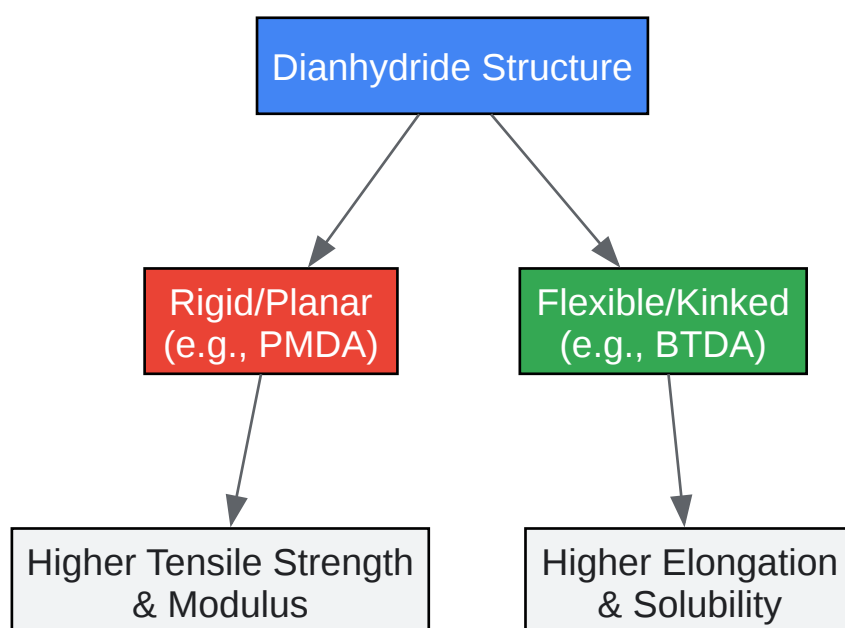 Dianhydride Structure
Rigid/Planar
(e.g., PMDA)
Flexible/Kinked
(e.g., BTDA)
Higher Tensile Strength
& Modulus
Higher Elongation
& Solubility